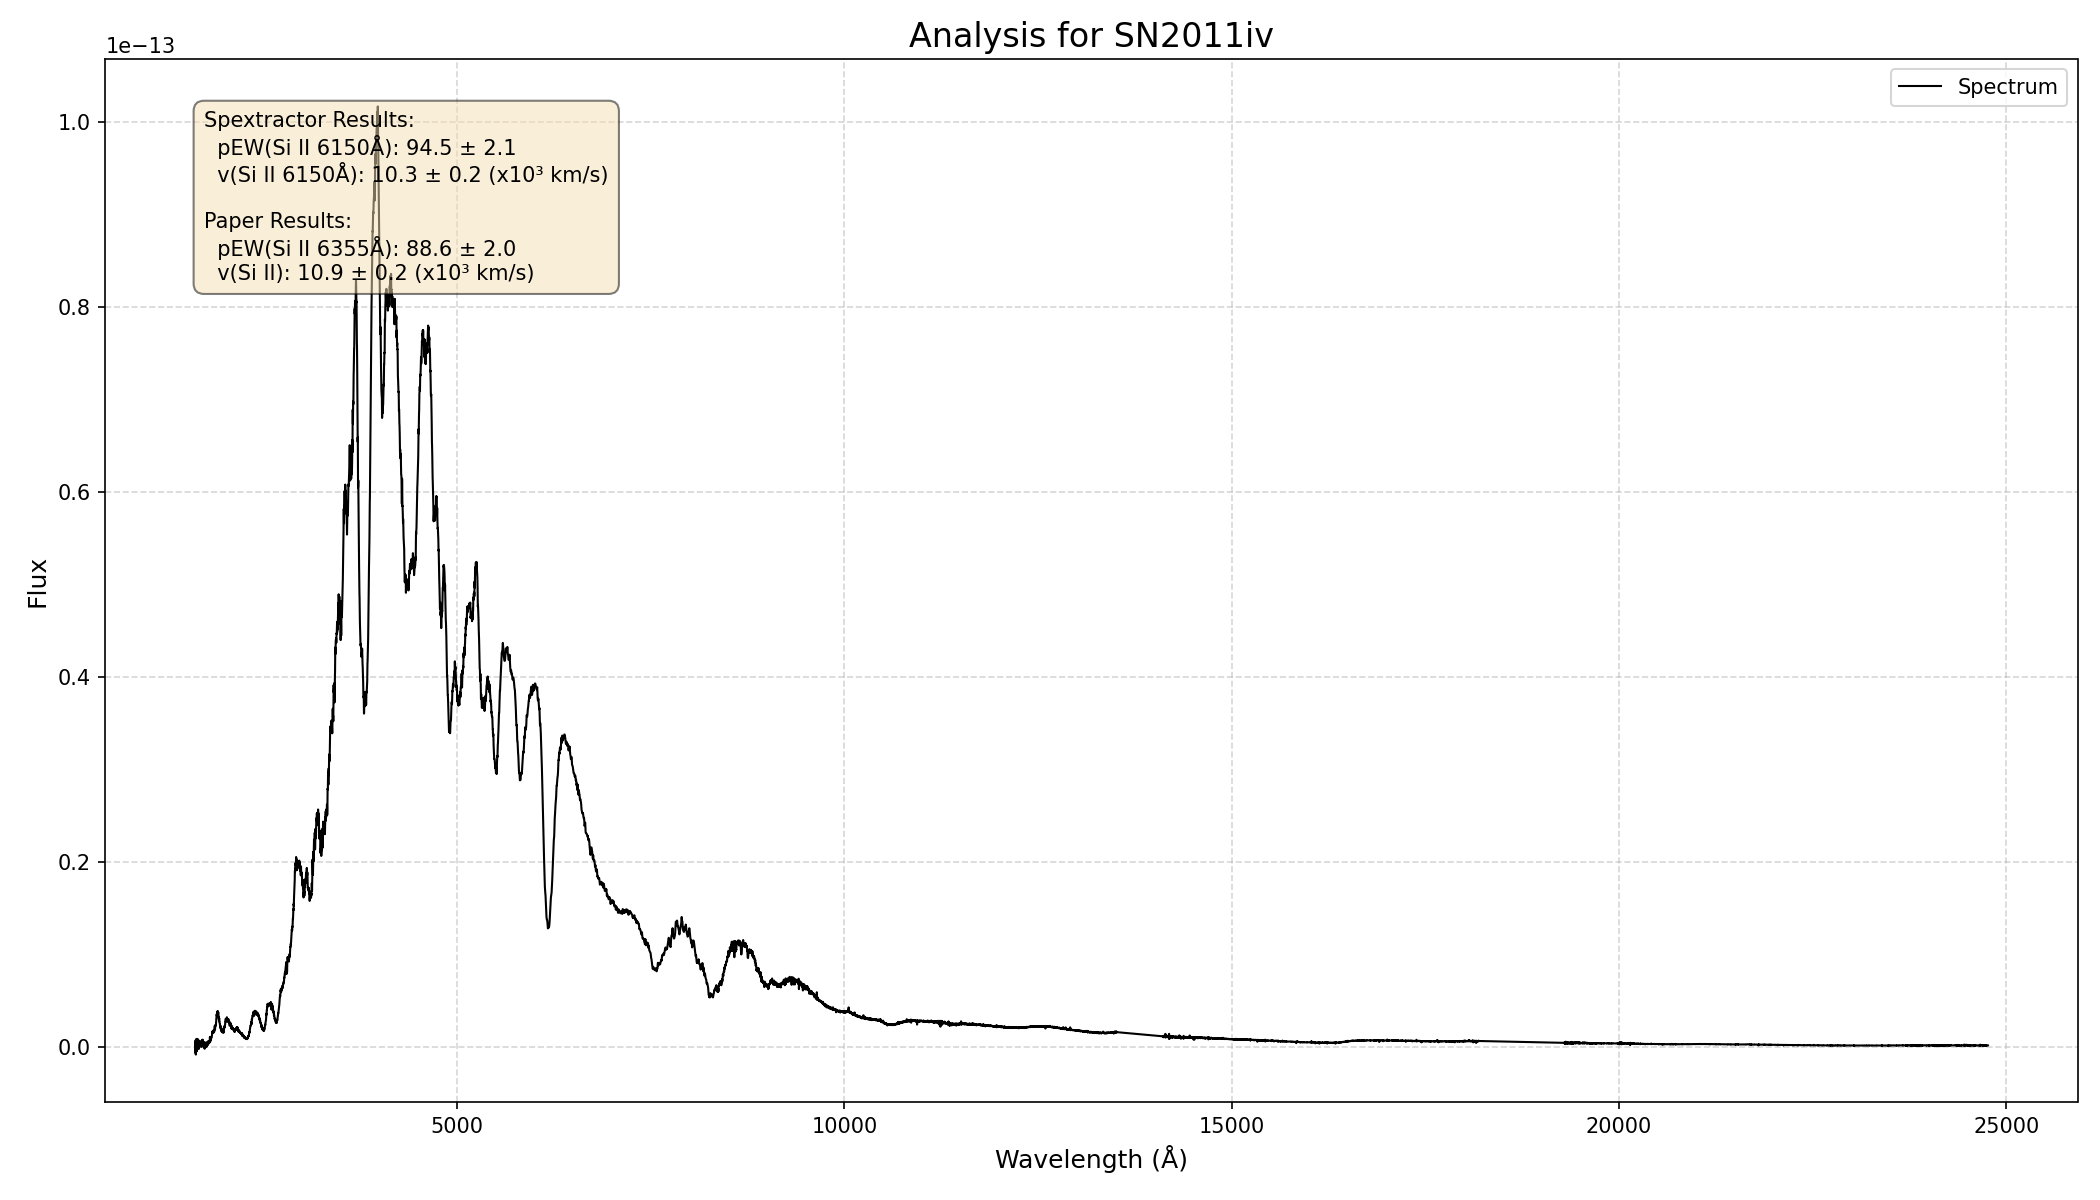 Analysis for SN2011iv
1e−13
Spectrum
Spextractor Results:
pEW(Si II 6150Å): 94.5 ± 2.1
v(Si II 6150Å): 10.3 ± 0.2 (x10³ km/s)
Paper Results:
pEW(Si II 6355Å): 88.6 ± 2.0
v(Si II): 10.9 ± 0.2 (x10³ km/s)
1.0
0.8
0.6
0.4
0.2
0.0
Flux
5000
10000
15000
20000
25000
Wavelength (Å)